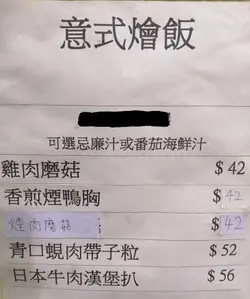 意式燴飯
可選忌廉汁或番茄海鮮汁
雞肉磨菇 $ 42
香煎煙鴨胸 $ 42
煙肉磨菇 $ 42
青口蜆肉帶子粒 $ 52
日本牛肉漢堡扒 $ 56